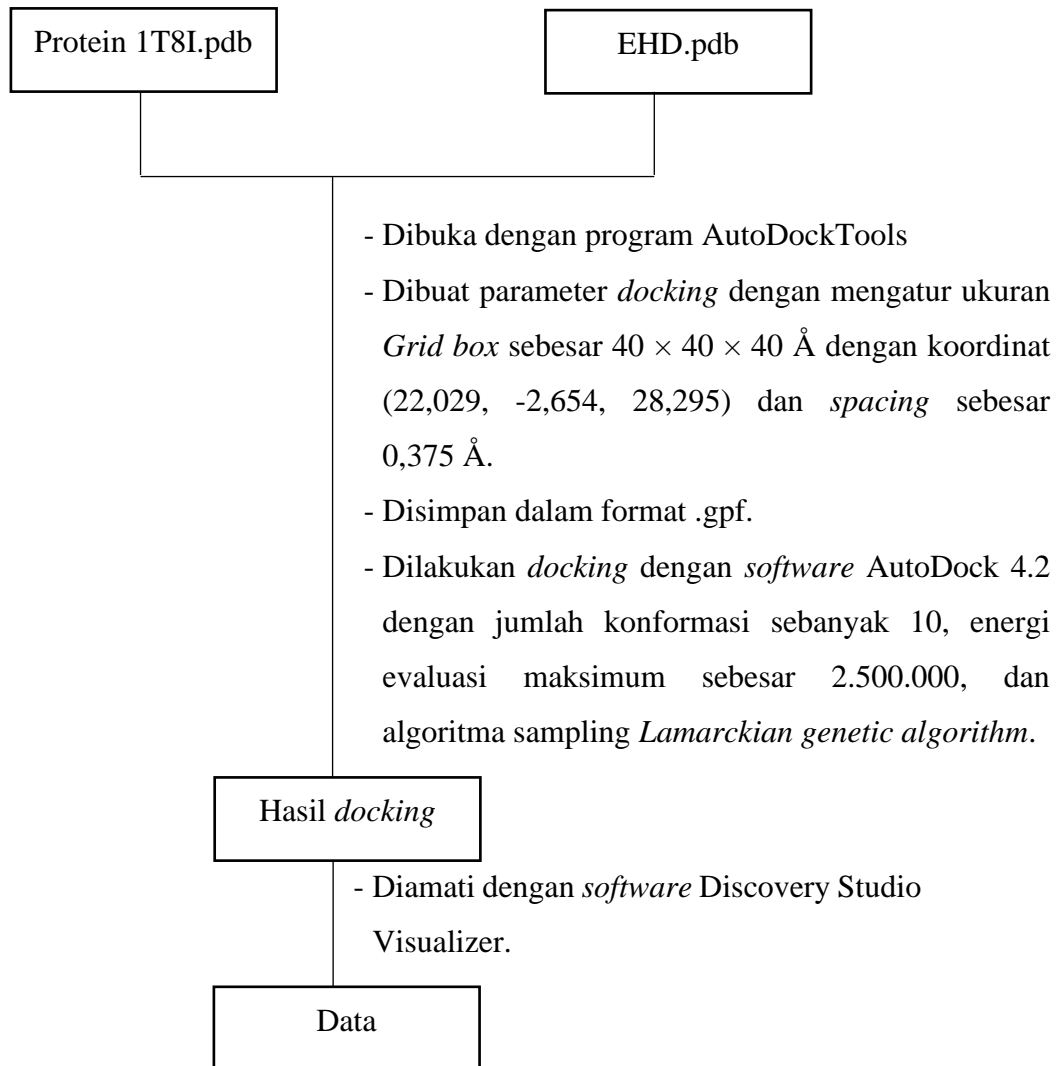 Protein 1T8I.pdb
EHD.pdb
- Dibuka dengan program AutoDockTools
- Dibuat parameter docking dengan mengatur ukuran
Grid box sebesar 40 × 40 × 40 Å dengan koordinat
(22,029, -2,654, 28,295) dan spacing sebesar
0,375 Å.
- Disimpan dalam format .gpf.
- Dilakukan docking dengan software AutoDock 4.2
dengan jumlah konformasi sebanyak 10, energi
evaluasi maksimum sebesar 2.500.000, dan
algoritma sampling Lamarckian genetic algorithm.
Hasil docking
- Diamati dengan software Discovery Studio
Visualizer.
Data